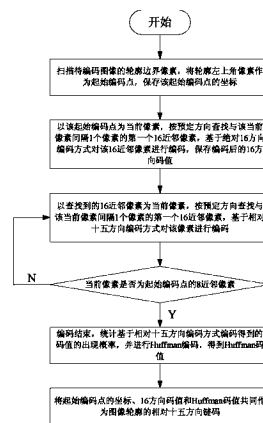 开始
扫描待编码图像的轮廓边界像素，将轮廓左上角像素作
为起始编码点，保存该起始编码点的坐标
以该起始编码点为当前像素，按预定方向查找与该当前
像素间隔1个像素的第一个16近邻像素，基于绝对16方向
编码方式对该16近邻像素进行编码，保存编码后的16方
向码值
以查找到的16近邻像素为当前像素，按预定方向查找与
该当前像素间隔1个像素的第一个16近邻像素，基于相对
十五方向编码方式对该像素进行编码
N
当前像素是否为起始编码点的8近邻像素
Y
编码结束，统计基于相对十五方向编码方式编码得到的
码值的出现概率，并进行Huffman编码，得到Huffman码
值
将起始编码点的坐标、16方向码值和Huffman码值共同作
为图像轮廓的相对十五方向链码